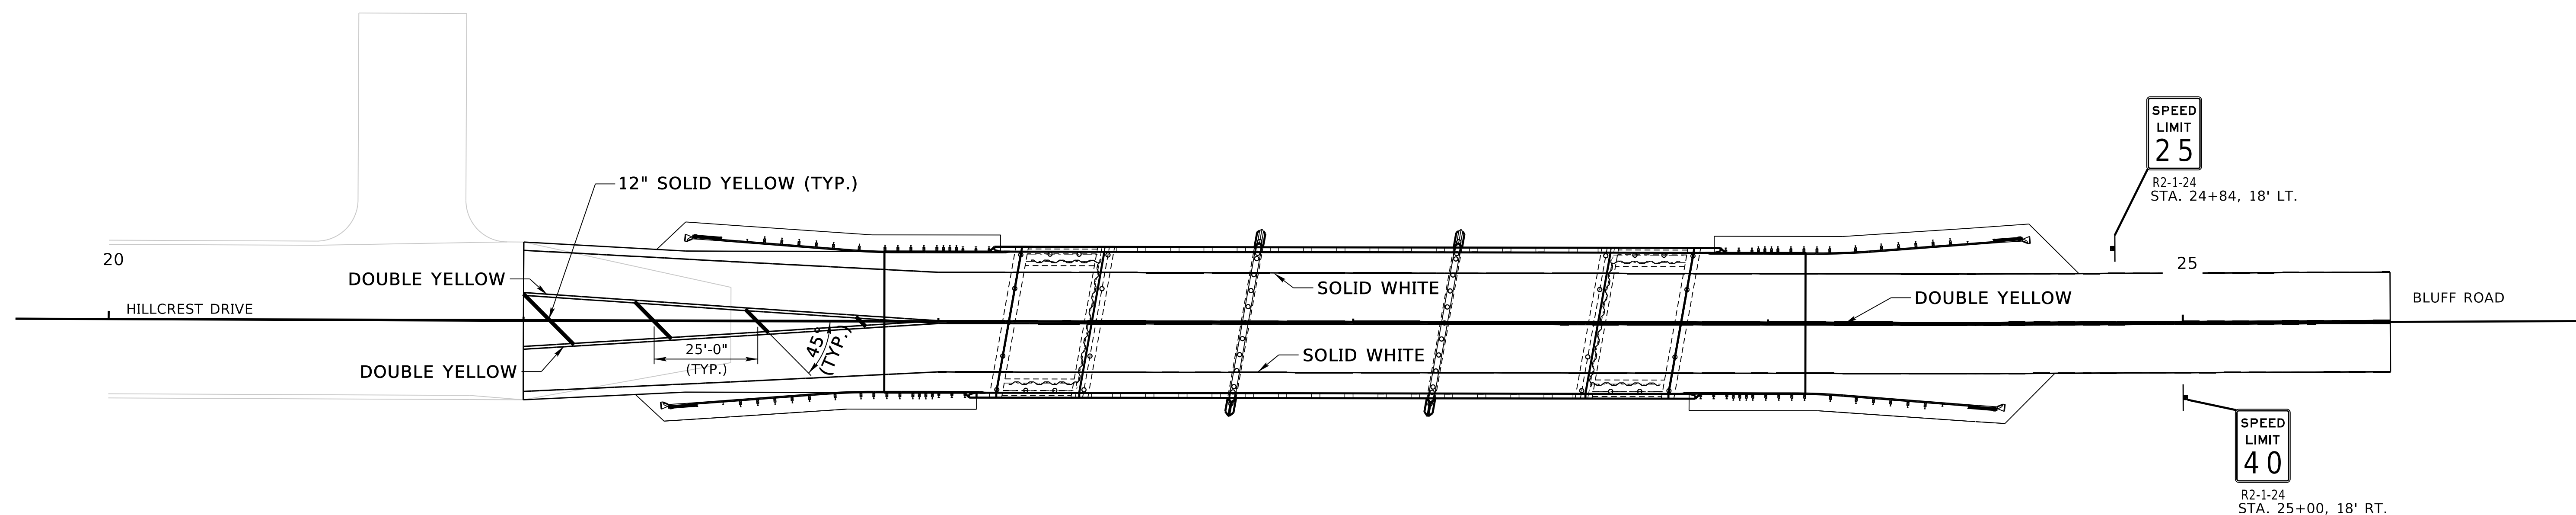 SPEED
LIMIT
25
R2-1-24
STA. 24+84, 18' LT.
12" SOLID YELLOW (TYP.)
20
25
DOUBLE YELLOW
SOLID WHITE
DOUBLE YELLOW
BLUFF ROAD
HILLCREST DRIVE
25'-0"
(TYP.)
45°
(TYP.)
SOLID WHITE
DOUBLE YELLOW
SPEED
LIMIT
40
R2-1-24
STA. 25+00, 18' RT.